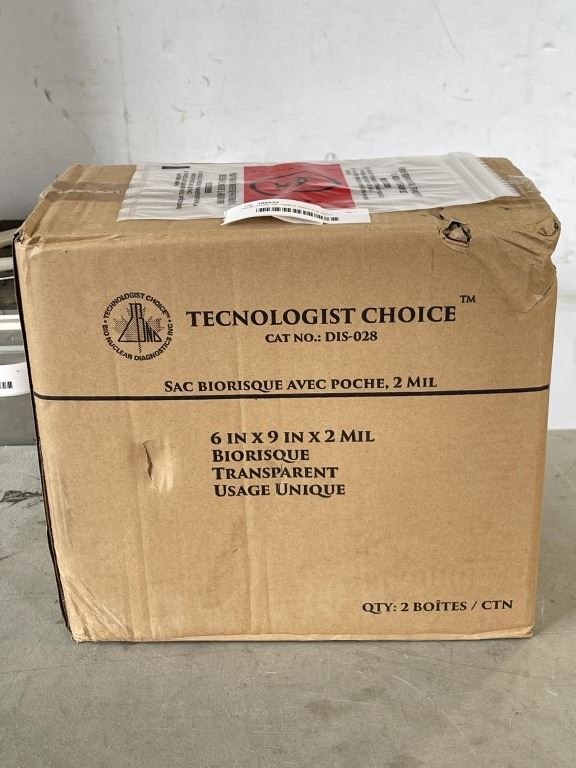 TECHNOLOGIST CHOICE™
BIO NUCLEAR DIAGNOSTICS INC
TECNOLOGIST CHOICE™
CAT NO.: DIS-028
SAC BIORISQUE AVEC POCHE, 2 MIL
6 IN X 9 IN X 2 MIL
BIORISQUE
TRANSPARENT
USAGE UNIQUE
QTY: 2 BOÎTES / CTN